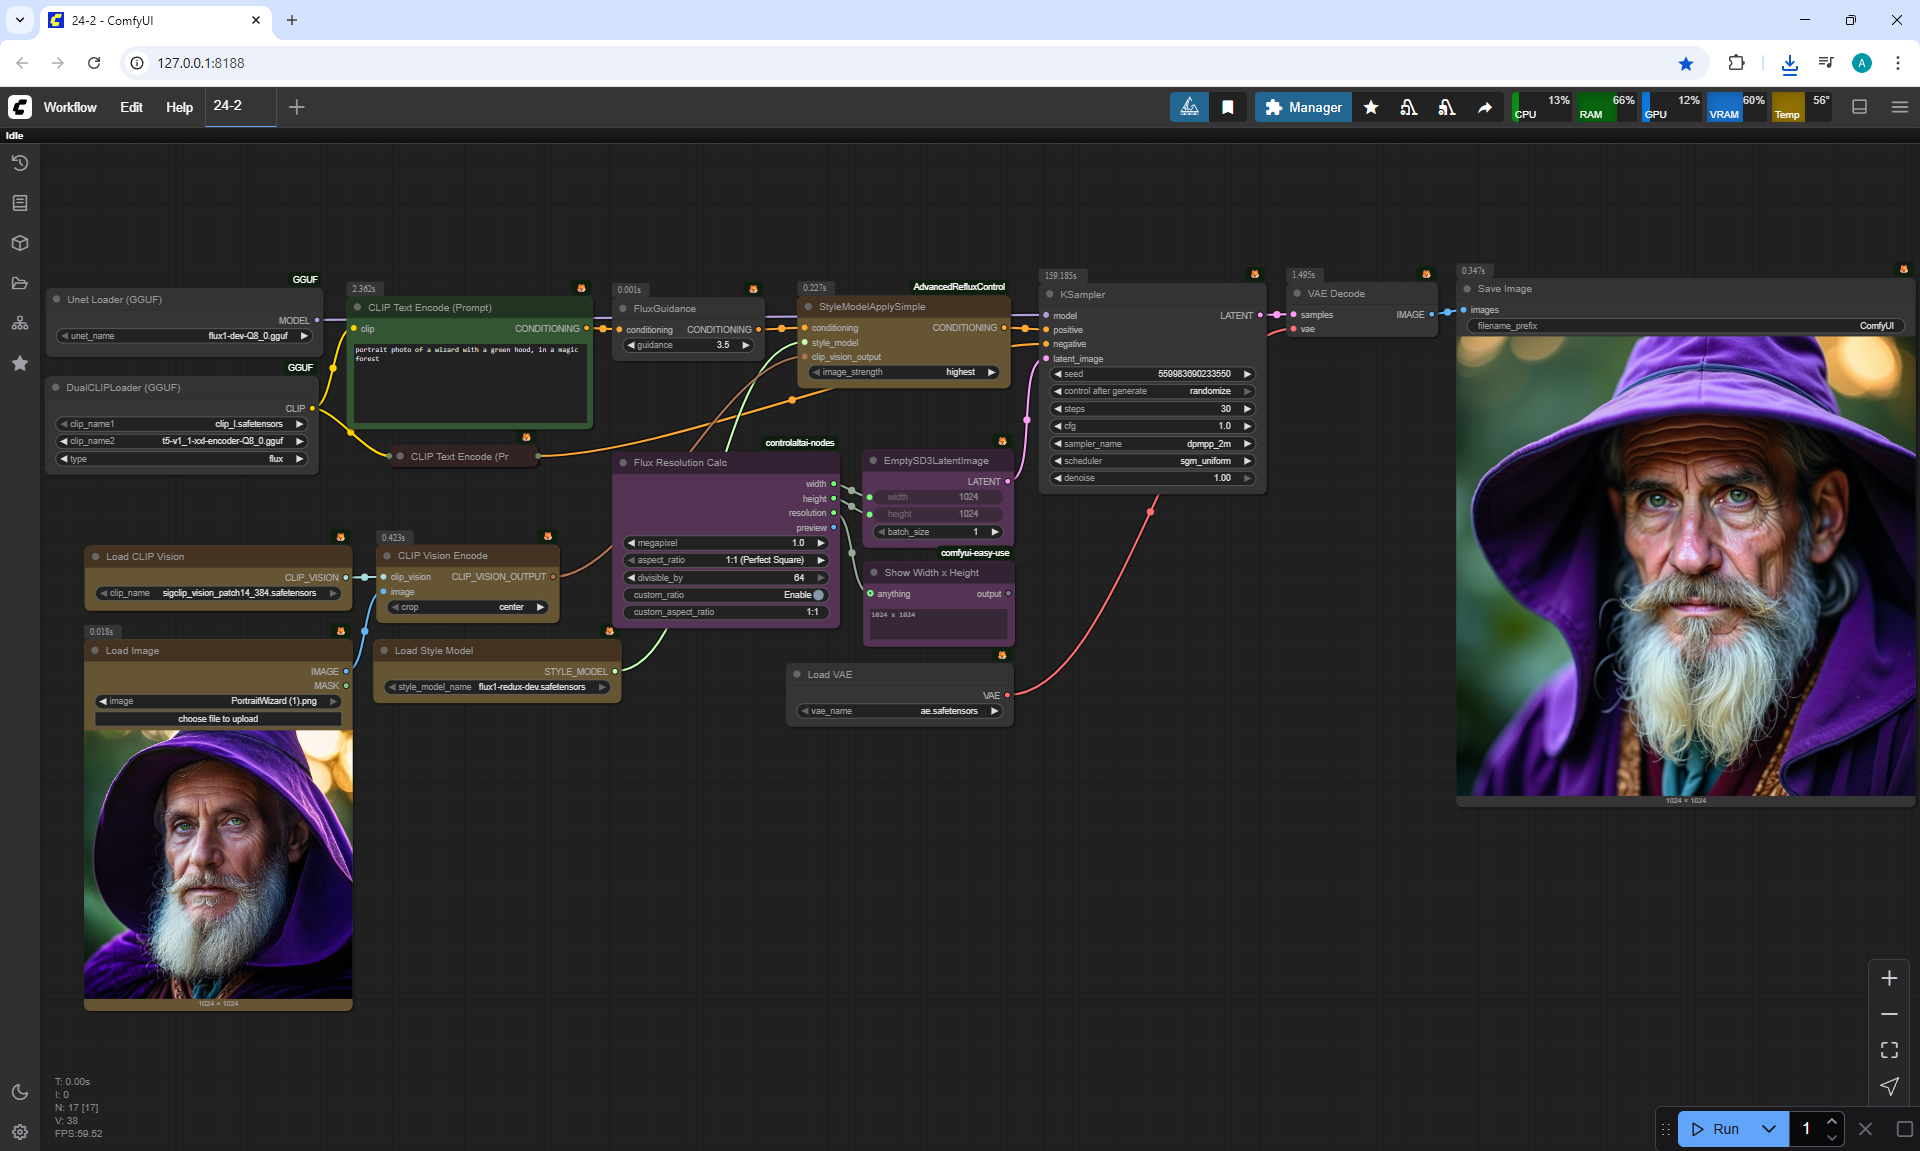 24-2 - ComfyUI
127.0.0.1:8188
A
Workflow
Edit
Help
24-2
Manager
13%
CPU
66%
RAM
12%
GPU
60%
VRAM
56°
Temp
Idle
GGUF
Unet Loader (GGUF)
MODEL
unet_name
flux1-dev-Q8_0.gguf
GGUF
DualCLIPLoader (GGUF)
CLIP
clip_name1
clip_l.safetensors
clip_name2
t5-v1_1-xxl-encoder-Q8_0.gguf
type
flux
2.362s
CLIP Text Encode (Prompt)
clip
CONDITIONING
portrait photo of a wizard with a green hood, in a magic
forest
CLIP Text Encode (Pr
0.001s
FluxGuidance
conditioning
CONDITIONING
guidance
3.5
0.227s
AdvancedRefluxControl
StyleModelApplySimple
conditioning
CONDITIONING
style_model
clip_vision_output
image_strength
highest
159.185s
KSampler
model
LATENT
positive
negative
latent_image
seed
559983690233550
control after generate
randomize
steps
30
cfg
1.0
sampler_name
dpmpp_2m
scheduler
sgm_uniform
denoise
1.00
1.495s
VAE Decode
samples
IMAGE
vae
0.347s
Save Image
images
filename_prefix
ComfyUI
1024 × 1024
controlaltai-nodes
Flux Resolution Calc
width
height
resolution
preview
megapixel
1.0
aspect_ratio
1:1 (Perfect Square)
divisible_by
64
custom_ratio
Enable
custom_aspect_ratio
1:1
EmptySD3LatentImage
LATENT
width
1024
height
1024
batch_size
1
comfyui-easy-use
Show Width x Height
anything
output
1024 x 1024
Load VAE
VAE
vae_name
ae.safetensors
Load CLIP Vision
CLIP_VISION
clip_name
sigclip_vision_patch14_384.safetensors
0.423s
CLIP Vision Encode
clip_vision
CLIP_VISION_OUTPUT
image
crop
center
0.018s
Load Image
IMAGE
MASK
image
PortraitWizard (1).png
choose file to upload
1024 × 1024
Load Style Model
STYLE_MODEL
style_model_name
flux1-redux-dev.safetensors
T: 0.00s
I: 0
N: 17 [17]
V: 38
FPS:59.52
Run
1